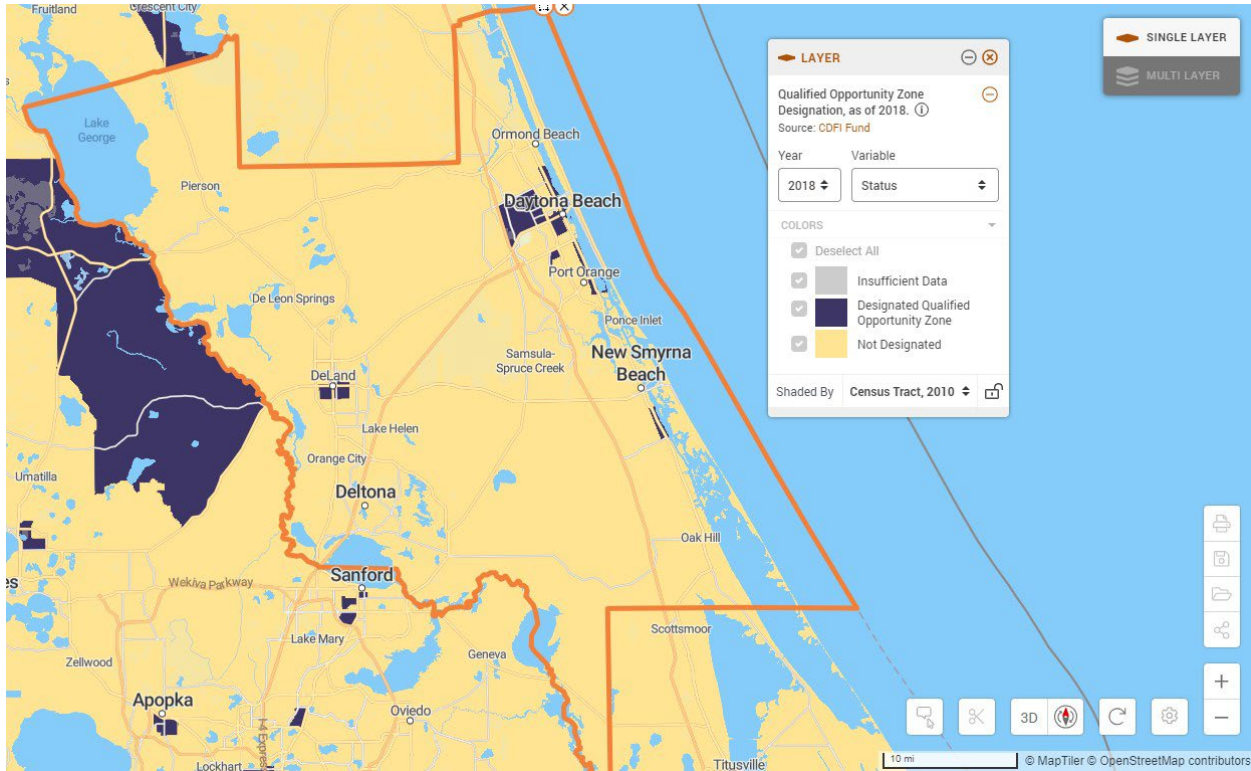 Fruitland
Crescent City
Lake
George
Pierson
Ormond Beach
Daytona Beach
Port Orange
De Leon Springs
Ponce Inlet
Samsula-
Spruce Creek
New Smyrna
Beach
DeLand
Lake Helen
Orange City
Umatilla
Deltona
Oak Hill
Sanford
Wekiva Parkway
Lake Mary
Scottsmoor
Geneva
Zellwood
Apopka
Oviedo
I-4 Expres
Lockhart
Titusville
LAYER
Qualified Opportunity Zone
Designation, as of 2018.
Source: CDFI Fund
Year Variable
2018 Status
COLORS
Deselect All
Insufficient Data
Designated Qualified
Opportunity Zone
Not Designated
Shaded By Census Tract, 2010
SINGLE LAYER
MULTI LAYER
3D
10 mi
© MapTiler © OpenStreetMap contributors